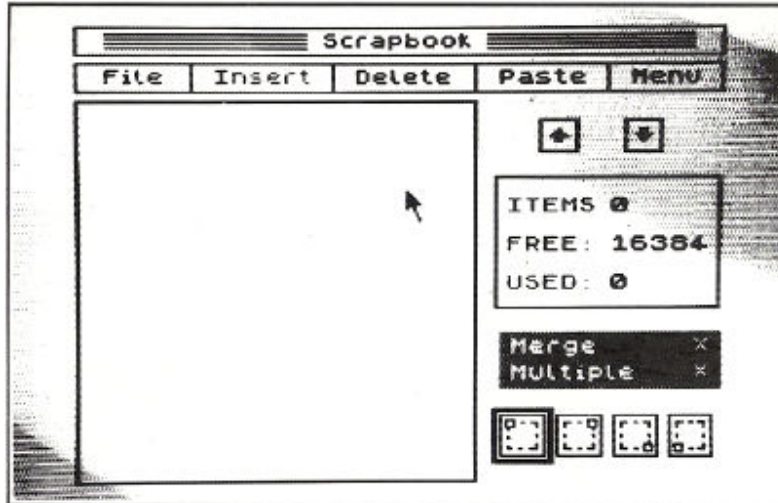 Scrapbook
File Insert Delete Paste Menu
ITEMS 0
FREE: 16384
USED: 0
Merge X
Multiple X